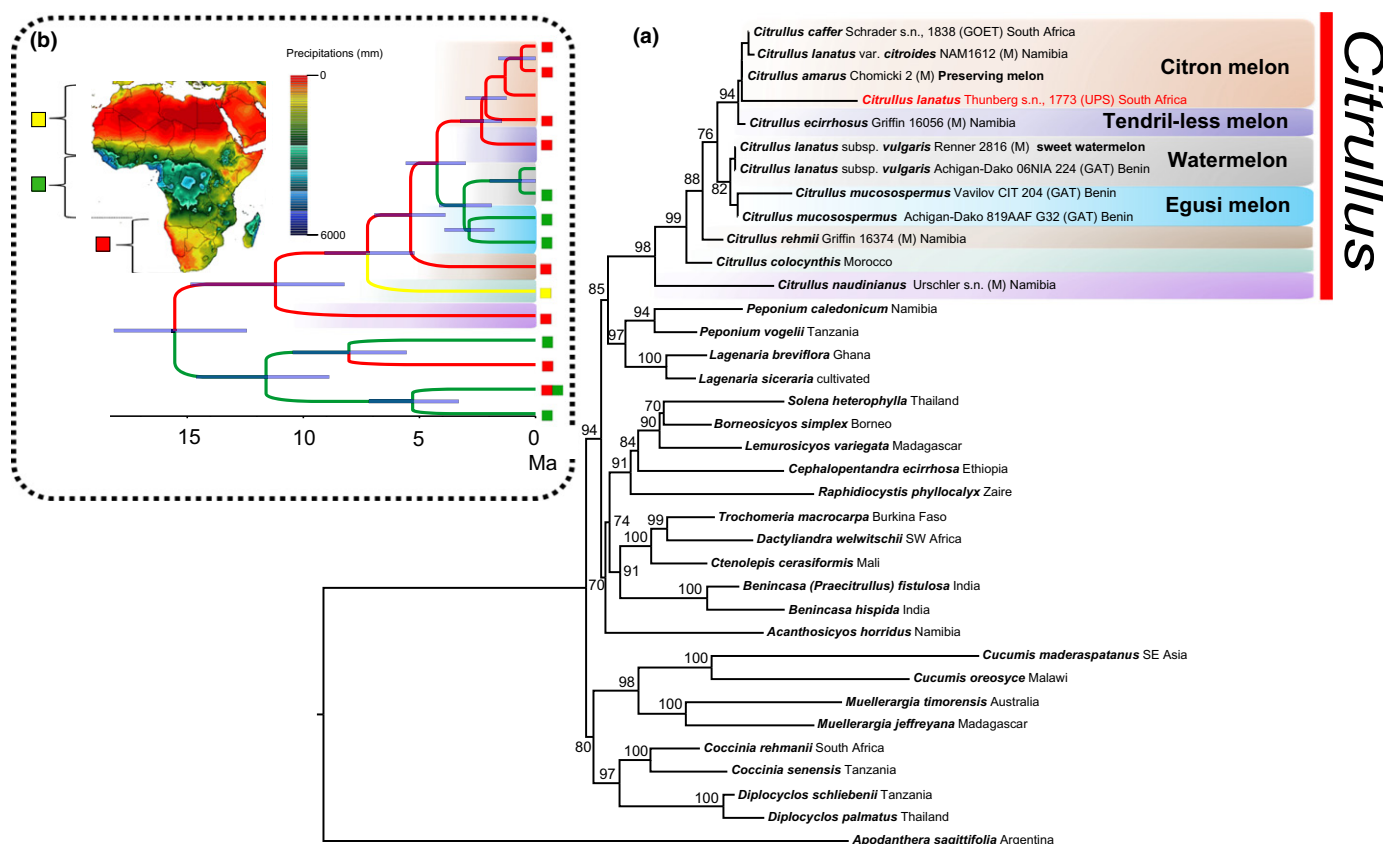 (b)
Precipitations (mm)
0
6000
15
10
5
0
Ma
(a)
Citrullus caffer Schrader s.n., 1838 (GOET) South Africa
Citrullus lanatus var. citroides NAM1612 (M) Namibia
Citrullus amarus Chomicki 2 (M) Preserving melon
Citrullus lanatus Thunberg s.n., 1773 (UPS) South Africa
Citrullus ecirrhosus Griffin 16056 (M) Namibia
Citrullus lanatus subsp. vulgaris Renner 2816 (M) sweet watermelon
Citrullus lanatus subsp. vulgaris Achigan-Dako 06NIA 224 (GAT) Benin
Citrullus mucosospermus Vavilov CIT 204 (GAT) Benin
Citrullus mucosospermus Achigan-Dako 819AAF G32 (GAT) Benin
Citrullus rehmii Griffin 16374 (M) Namibia
Citrullus colocynthis Morocco
Citrullus naudinianus Urschler s.n. (M) Namibia
Citron melon
Tendril-less melon
Watermelon
Egusi melon
Citrullus
Peponium caledonicum Namibia
Peponium vogelii Tanzania
Lagenaria breviflora Ghana
Lagenaria siceraria cultivated
Solena heterophylla Thailand
Borneosicyos simplex Borneo
Lemurosicyos variegata Madagascar
Cephalopentandra ecirrhosa Ethiopia
Raphidiocystis phyllocalyx Zaire
Trochomeria macrocarpa Burkina Faso
Dactyliandra welwitschii SW Africa
Ctenolepis cerasiformis Mali
Benincasa (Praecitrullus) fistulosa India
Benincasa hispida India
Acanthosicyos horridus Namibia
Cucumis maderaspatanus SE Asia
Cucumis oreosyce Malawi
Muellerargia timorensis Australia
Muellerargia jeffreyana Madagascar
Coccinia rehmanii South Africa
Coccinia senensis Tanzania
Diplocyclos schliebenii Tanzania
Diplocyclos palmatus Thailand
Apodanthera sagittifolia Argentina
94
76
82
88
99
98
85
94
97
100
70
90
84
91
94
74
99
100
91
100
70
100
98
100
80
100
97
100